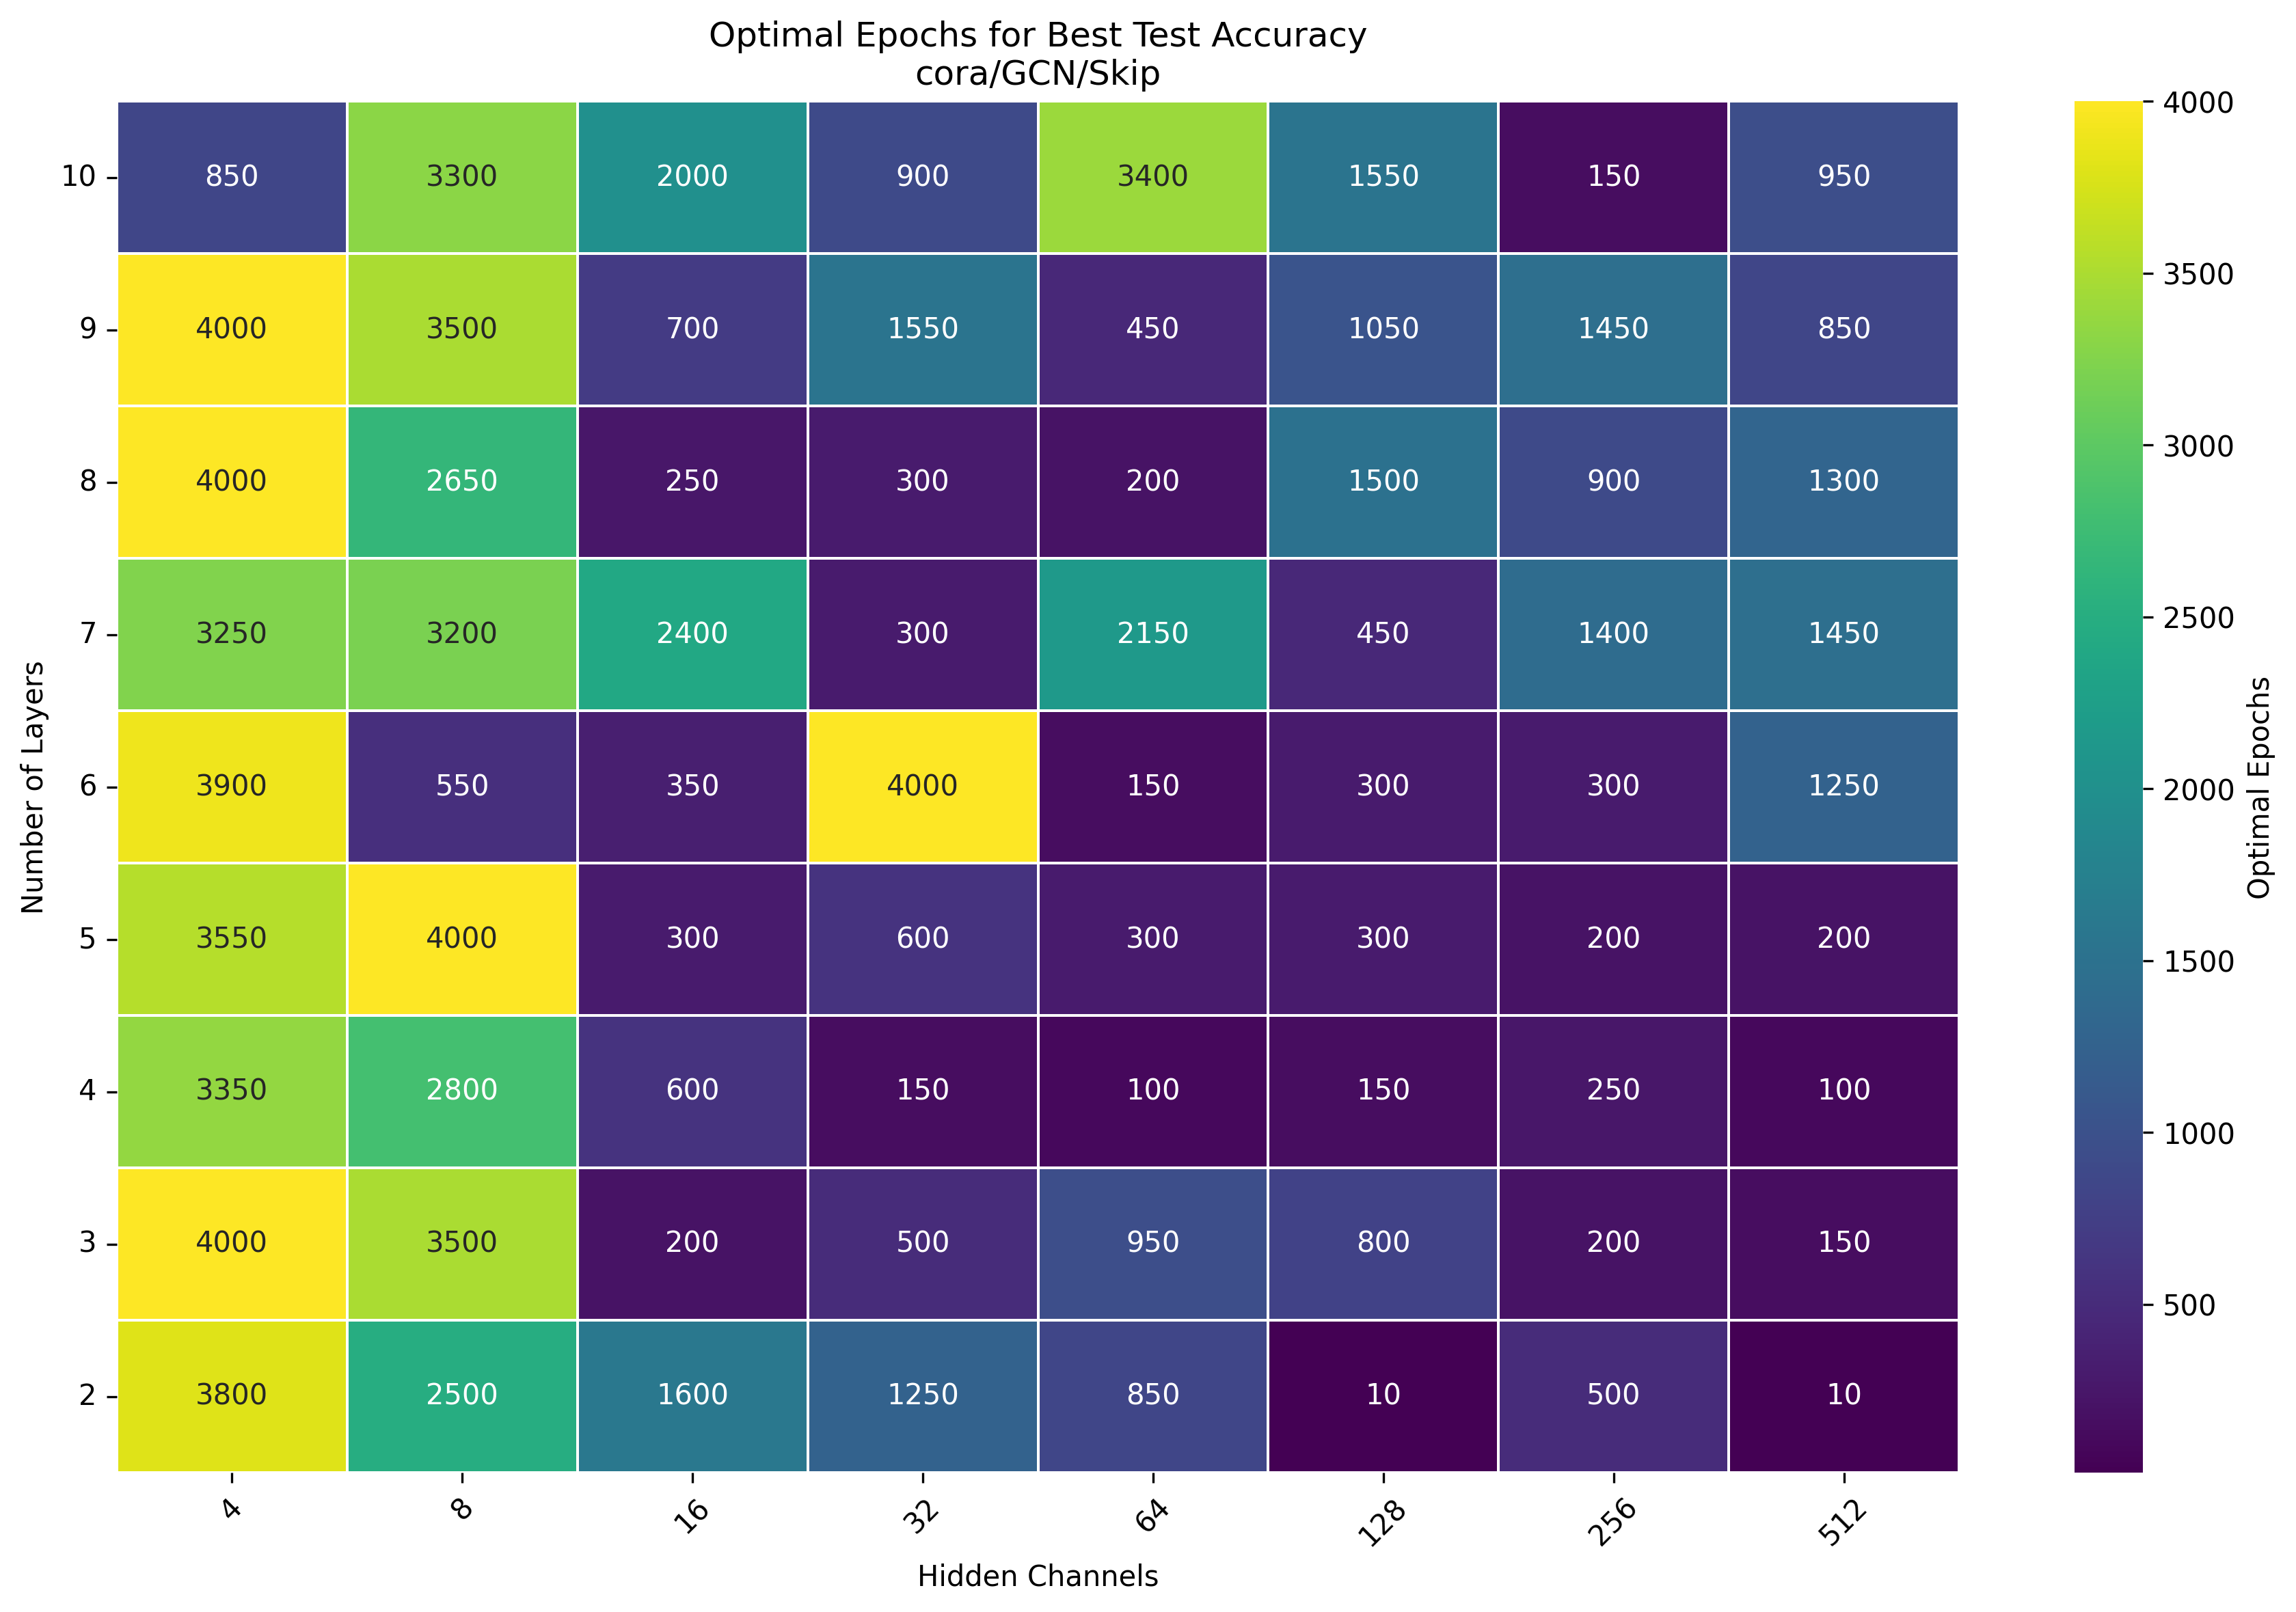 Optimal Epochs for Best Test Accuracy
cora/GCN/Skip
10 850 3300 2000 900 3400 1550 150 950
9 4000 3500 700 1550 450 1050 1450 850
8 4000 2650 250 300 200 1500 900 1300
7 3250 3200 2400 300 2150 450 1400 1450
6 3900 550 350 4000 150 300 300 1250
5 3550 4000 300 600 300 300 200 200
4 3350 2800 600 150 100 150 250 100
3 4000 3500 200 500 950 800 200 150
2 3800 2500 1600 1250 850 10 500 10
4 8 16 32 64 128 256 512
Hidden Channels
Number of Layers
4000
3500
3000
2500
2000
1500
1000
500
Optimal Epochs